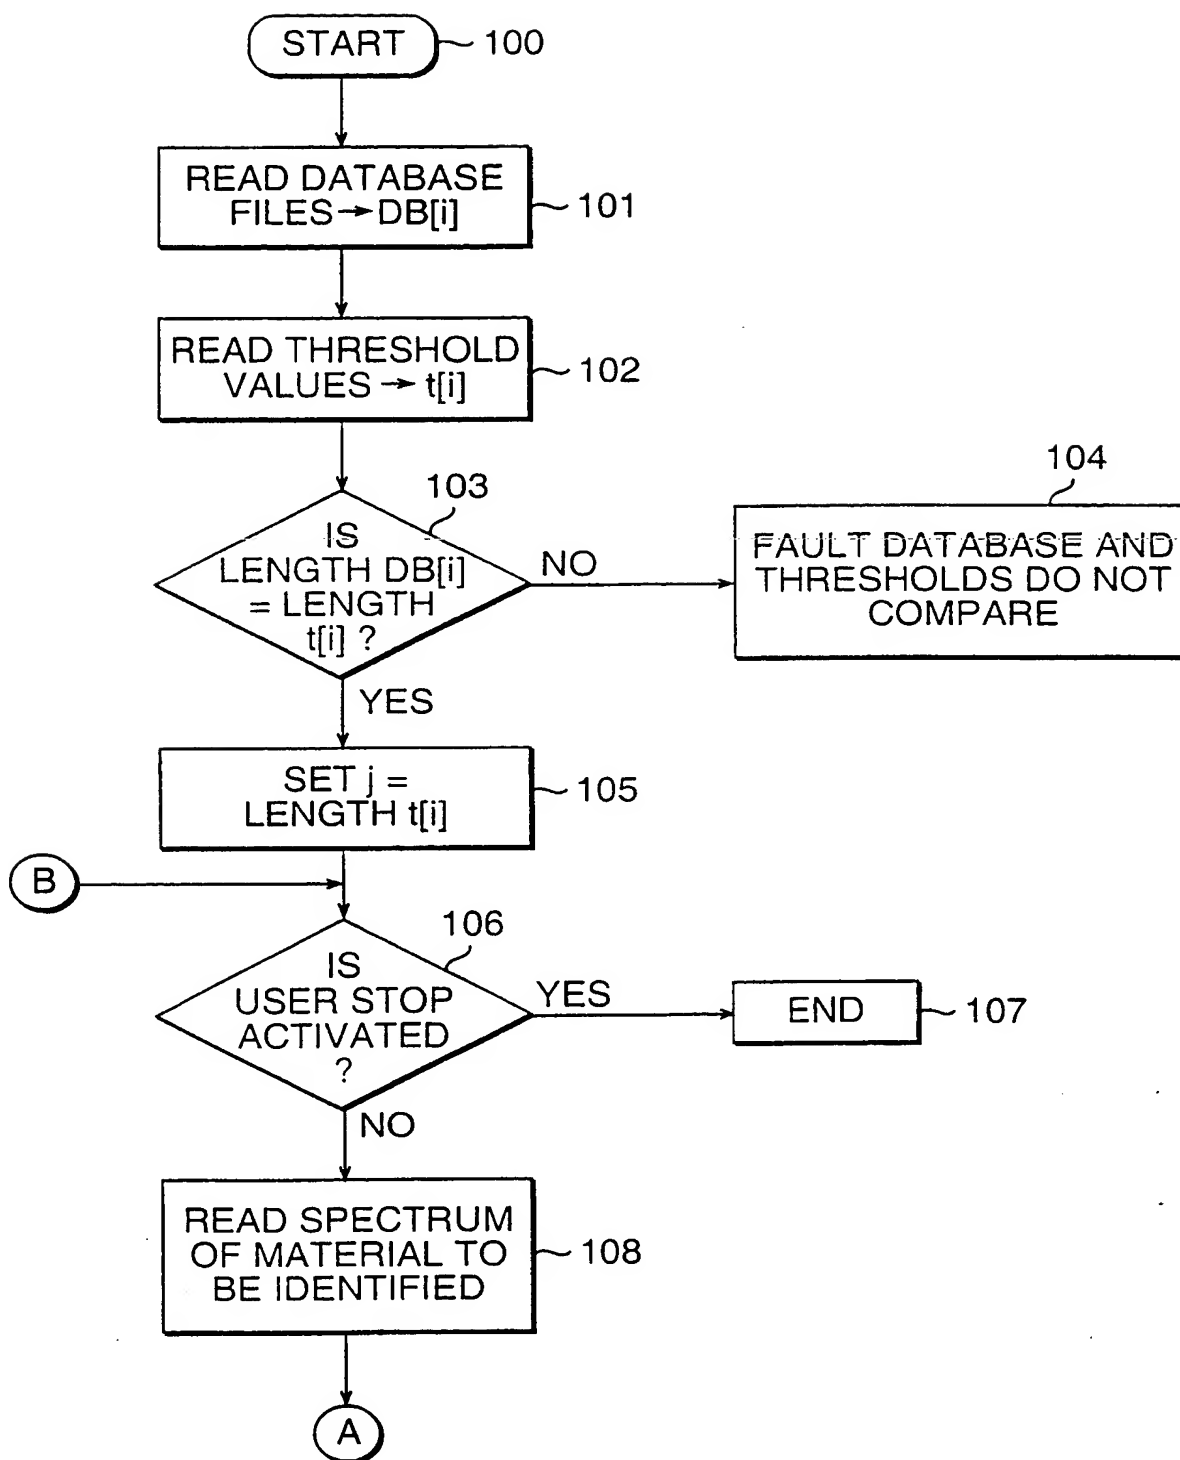 START
100
READ DATABASE
FILES→DB[i]
101
READ THRESHOLD
VALUES → t[i]
102
103
IS
LENGTH DB[i]
= LENGTH
t[i] ?
NO
104
FAULT DATABASE AND
THRESHOLDS DO NOT
COMPARE
YES
SET j =
LENGTH t[i]
105
B
106
IS
USER STOP
ACTIVATED
?
YES
END
107
NO
READ SPECTRUM
OF MATERIAL TO
BE IDENTIFIED
108
A